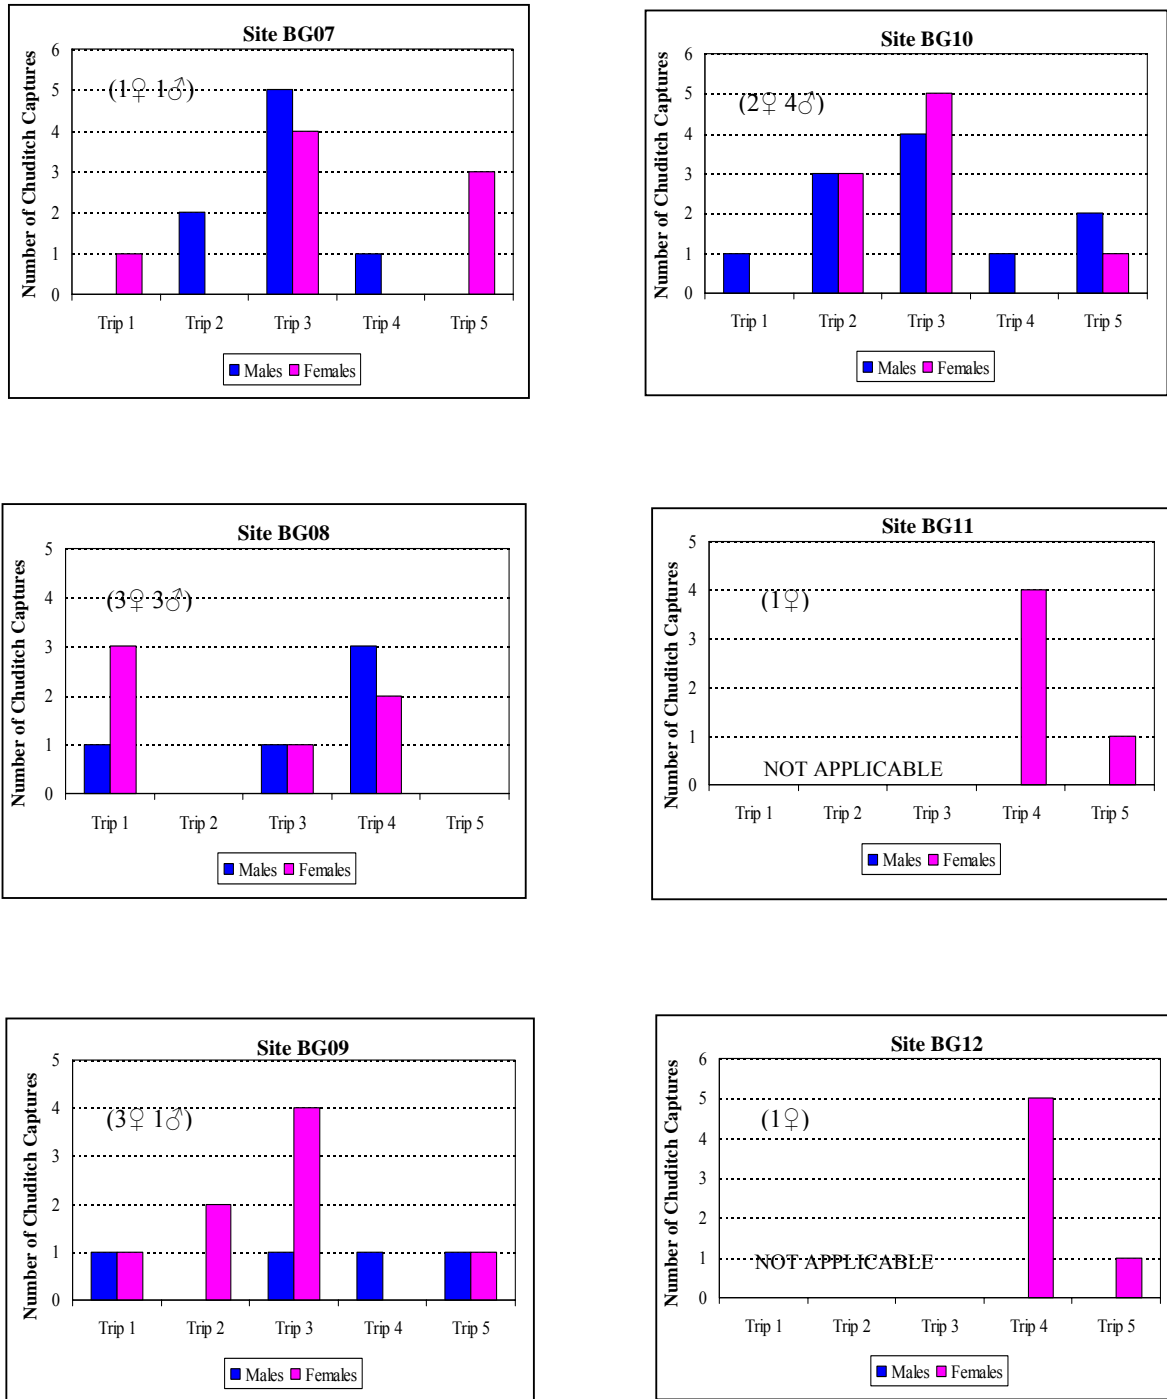 Site BG07
Number of Chuditch Captures
(1♀ 1♂)
6
5
4
3
2
1
0
Trip 1 Trip 2 Trip 3 Trip 4 Trip 5
Males Females
Site BG10
Number of Chuditch Captures
(2♀ 4♂)
6
5
4
3
2
1
0
Trip 1 Trip 2 Trip 3 Trip 4 Trip 5
Males Females
Site BG08
Number of Chuditch Captures
(3♀ 3♂)
5
4
3
2
1
0
Trip 1 Trip 2 Trip 3 Trip 4 Trip 5
Males Females
Site BG11
Number of Chuditch Captures
(1♀)
5
4
3
2
1
0
NOT APPLICABLE
Trip 1 Trip 2 Trip 3 Trip 4 Trip 5
Males Females
Site BG09
Number of Chuditch Captures
(3♀ 1♂)
5
4
3
2
1
0
Trip 1 Trip 2 Trip 3 Trip 4 Trip 5
Males Females
Site BG12
Number of Chuditch Captures
(1♀)
6
5
4
3
2
1
0
NOT APPLICABLE
Trip 1 Trip 2 Trip 3 Trip 4 Trip 5
Males Females